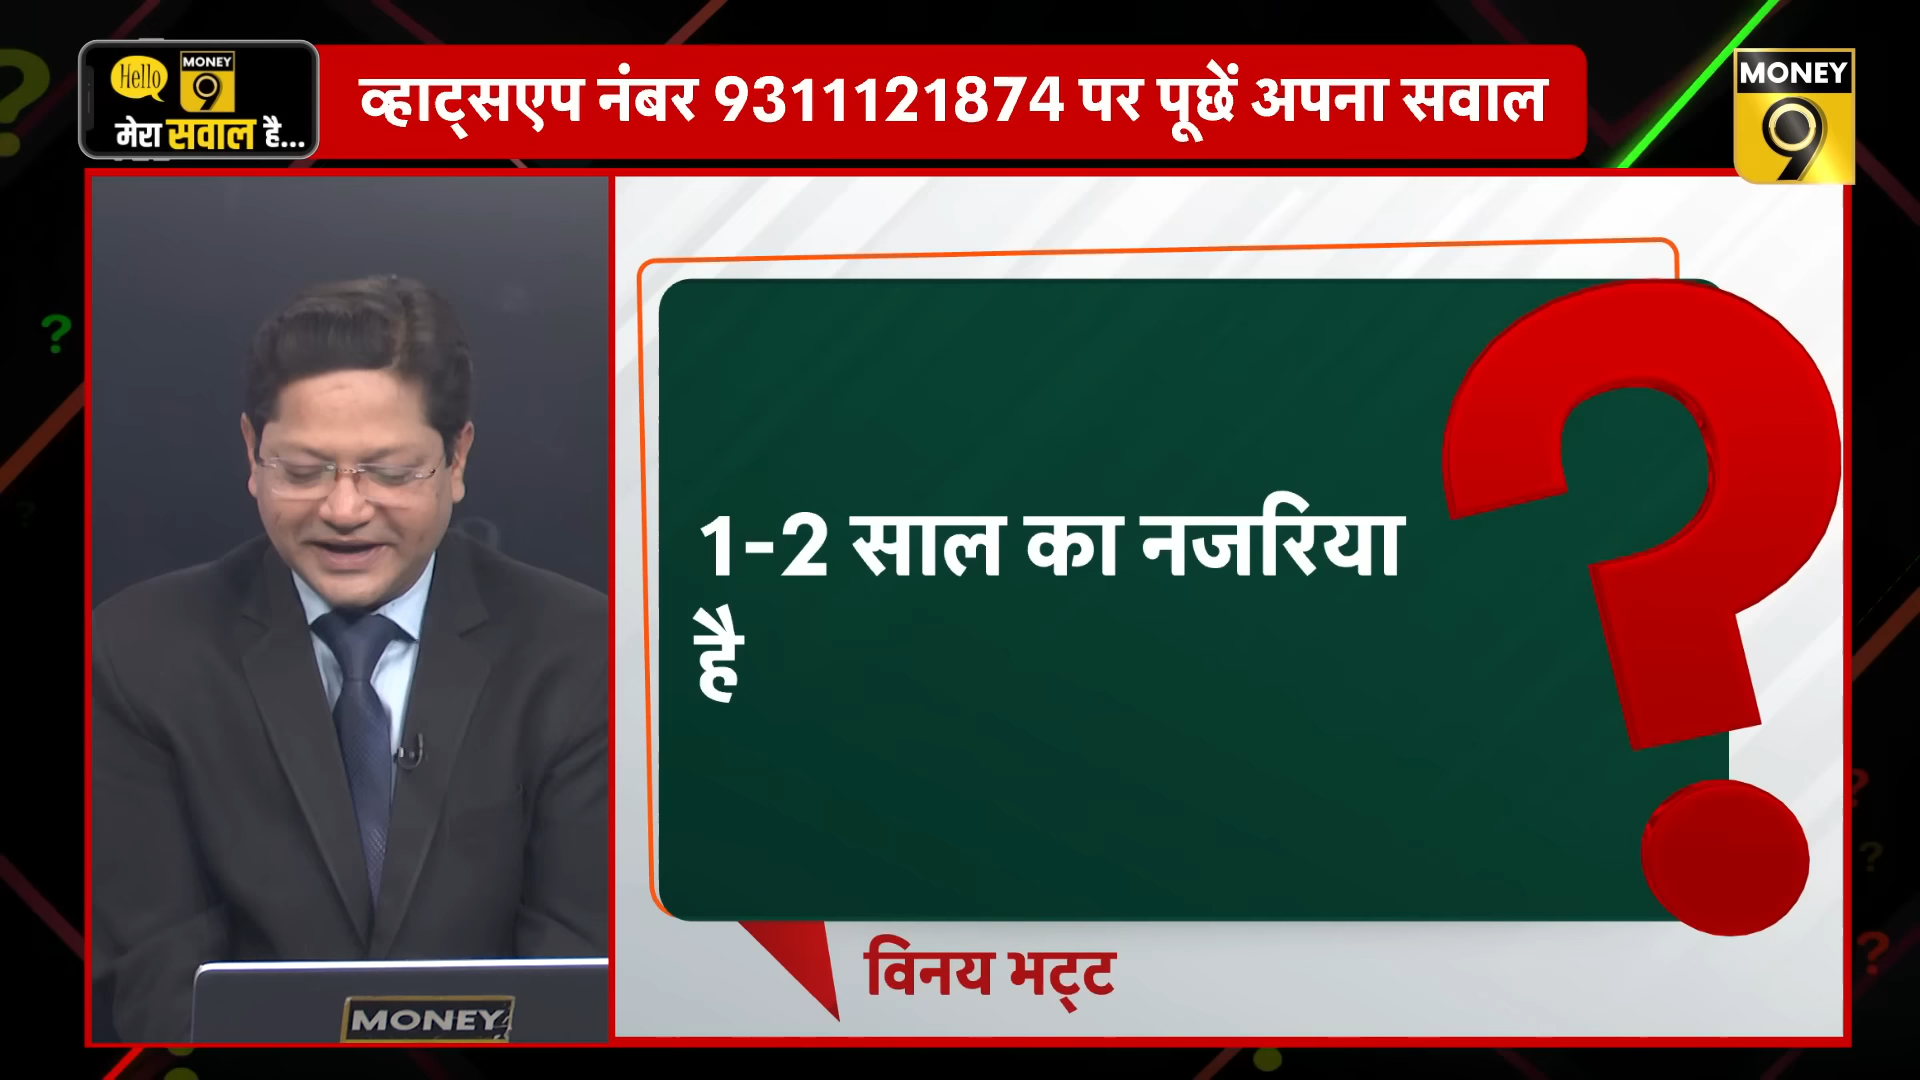 Hello
MONEY
9
मेरा सवाल है...
व्हाट्सएप नंबर 9311121874 पर पूछें अपना सवाल
MONEY
9
1-2 साल का नजरिया
है
?
विनय भट्ट
MONEY